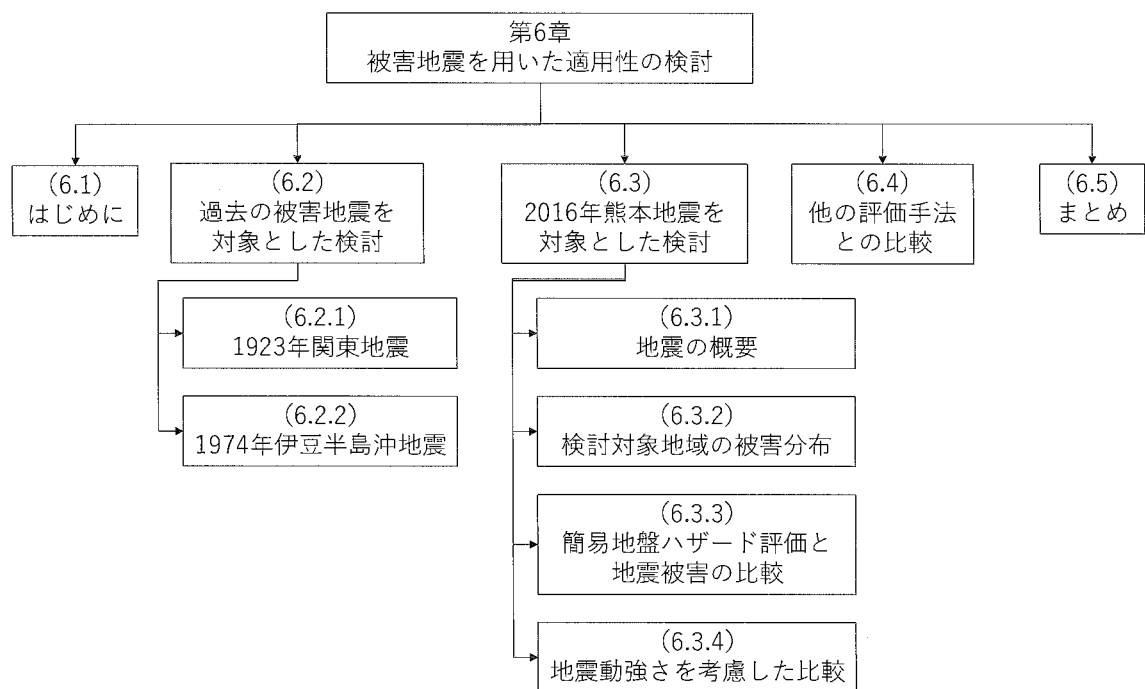 第6章
被害地震を用いた適用性の検討
(6.1)
はじめに
(6.2)
過去の被害地震を
対象とした検討
(6.2.1)
1923年関東地震
(6.2.2)
1974年伊豆半島沖地震
(6.3)
2016年熊本地震を
対象とした検討
(6.3.1)
地震の概要
(6.3.2)
検討対象地域の被害分布
(6.3.3)
簡易地盤ハザード評価と
地震被害の比較
(6.3.4)
地震動強さを考慮した比較
(6.4)
他の評価手法
との比較
(6.5)
まとめ